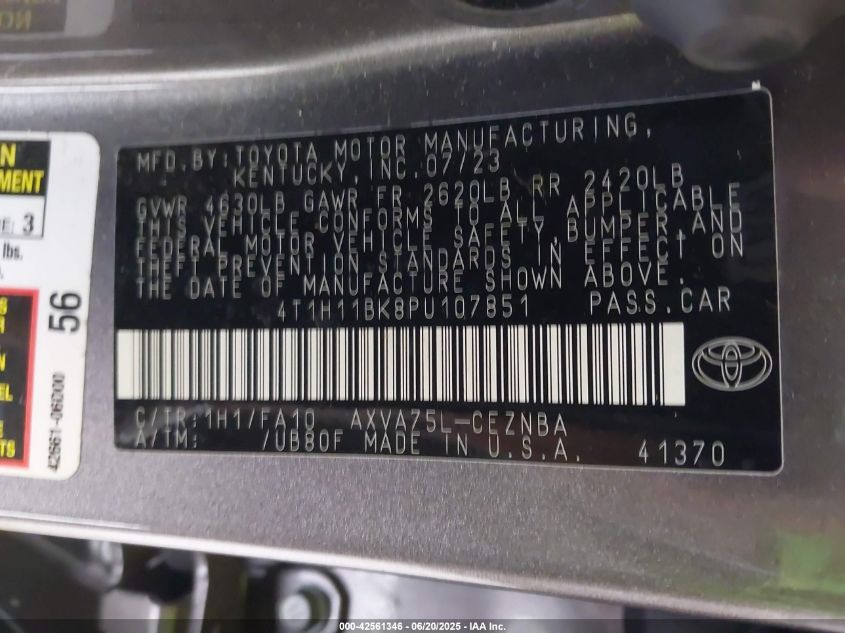 MFD.BY:TOYOTA MOTOR MANUFACTURING,
KENTUCKY,INC.07/23
GVWR 4630LB GAWR FR 2620LB RR 2420LB
THIS VEHICLE CONFORMS TO ALL APPLICABLE
FEDERAL MOTOR VEHICLE SAFETY,BUMPER,AND
THEFT PREVENTION STANDARDS IN EFFECT ON
THE DATE OF MANUFACTURE SHOWN ABOVE.
4T1H11BK8PU107851 PASS.CAR
C/TR:1H1/FA10 AXVA75L-CEZNBA
A/TM: /UB80F MADE IN U.S.A. 41370
3
lbs.
56
42661-06D00
000-42561346 - 06/20/2025 - IAA Inc.